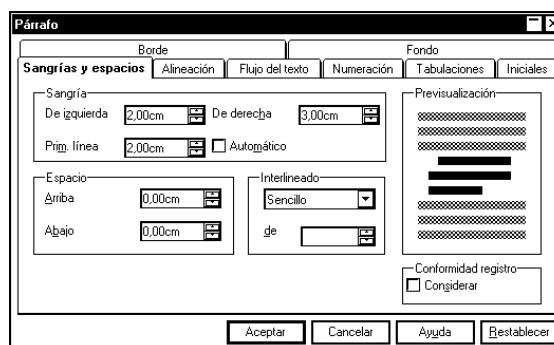 Párrafo
Borde Fondo
Sangrías y espacios Alineación Flujo del texto Numeración Tabulaciones Iniciales
Sangría
De izquierda 2,00cm De derecha 3,00cm
Prim. línea 2,00cm Automático
Previsualización
Espacio
Arriba 0,00cm
Abajo 0,00cm
Interlineado
Sencillo
de
Conformidad registro
Considerar
Aceptar Cancelar Ayuda Restablecer